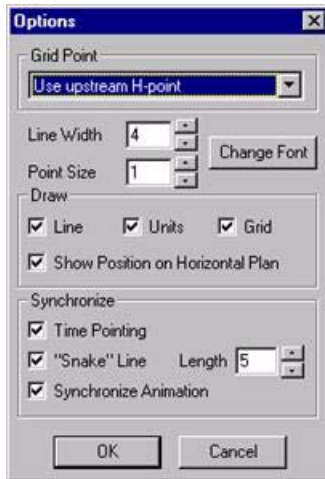 Options
Grid Point
Use upstream H-point
Line Width 4
Change Font
Point Size 1
Draw
Line Units Grid
Show Position on Horizontal Plan
Synchronize
Time Pointing
"Snake" Line Length 5
Synchronize Animation
OK Cancel